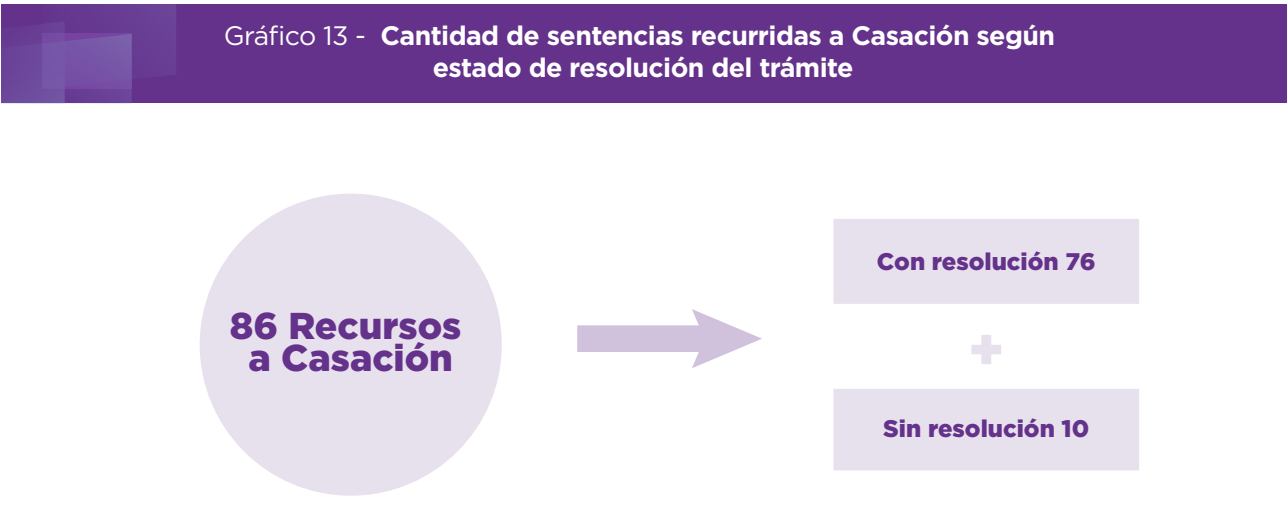 Gráfico 13 - Cantidad de sentencias recurridas a Casación según
estado de resolución del trámite
86 Recursos
a Casación
Con resolución 76
+
Sin resolución 10